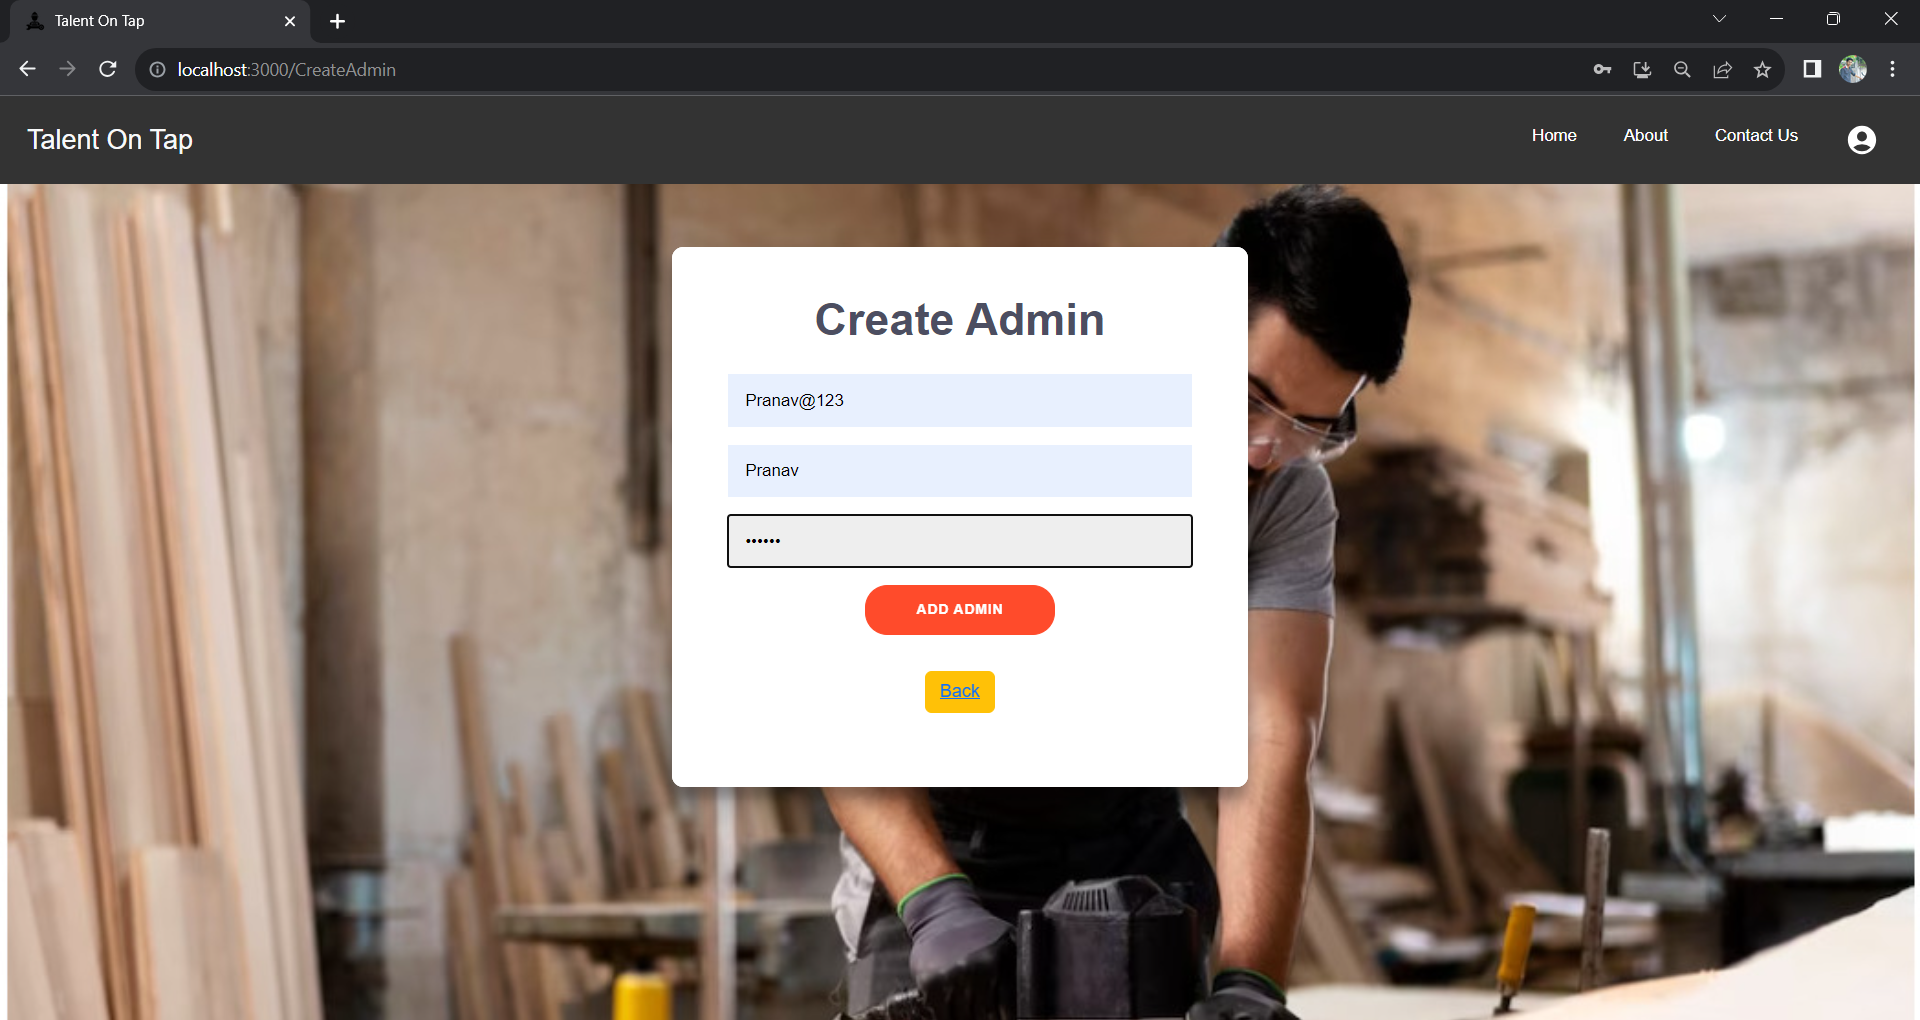 Talent On Tap
localhost:3000/CreateAdmin
Talent On Tap
Home About Contact Us
Create Admin
Pranav@123
Pranav
••••••
ADD ADMIN
Back